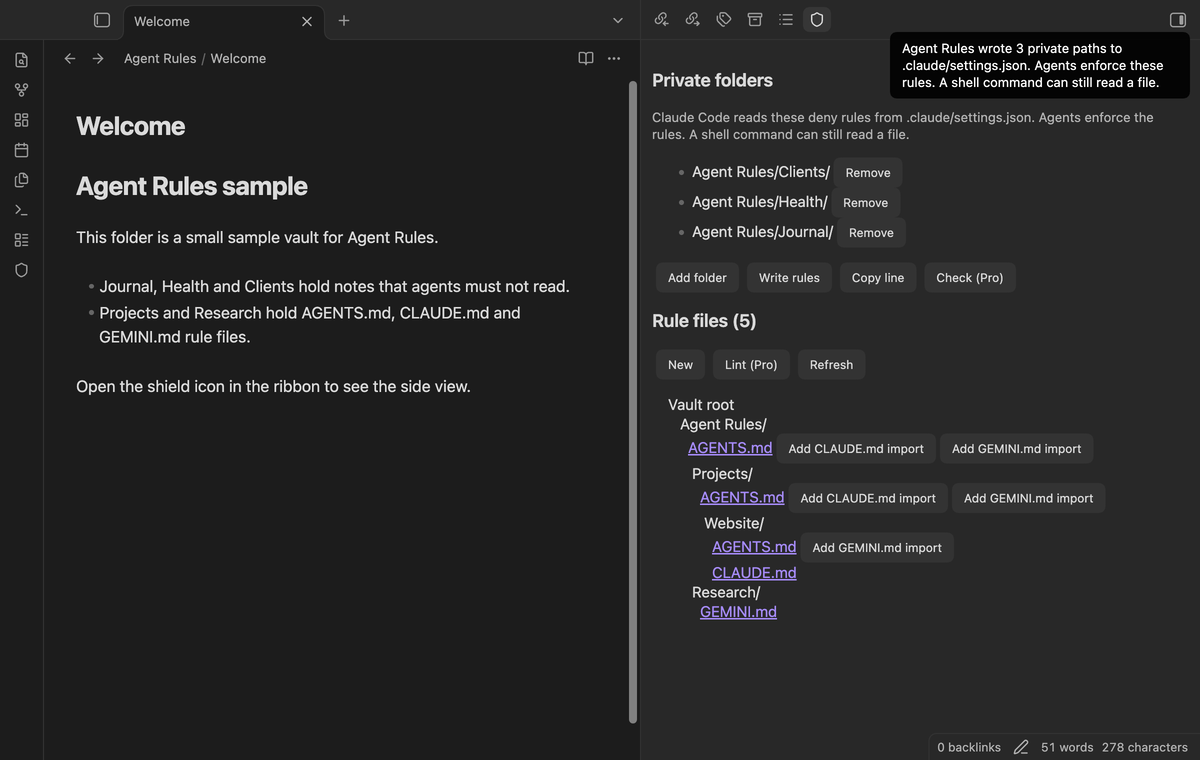 Welcome
Agent Rules / Welcome
Welcome
Agent Rules sample
This folder is a small sample vault for Agent Rules.
Journal, Health and Clients hold notes that agents must not read.
Projects and Research hold AGENTS.md, CLAUDE.md and
GEMINI.md rule files.
Open the shield icon in the ribbon to see the side view.
Agent Rules wrote 3 private paths to
.claude/settings.json. Agents enforce these
rules. A shell command can still read a file.
Private folders
Claude Code reads these deny rules from .claude/settings.json. Agents enforce the
rules. A shell command can still read a file.
Agent Rules/Clients/ Remove
Agent Rules/Health/ Remove
Agent Rules/Journal/ Remove
Add folder Write rules Copy line Check (Pro)
Rule files (5)
New Lint (Pro) Refresh
Vault root
Agent Rules/
AGENTS.md Add CLAUDE.md import Add GEMINI.md import
Projects/
AGENTS.md Add CLAUDE.md import Add GEMINI.md import
Website/
AGENTS.md Add GEMINI.md import
CLAUDE.md
Research/
GEMINI.md
0 backlinks 51 words 278 characters